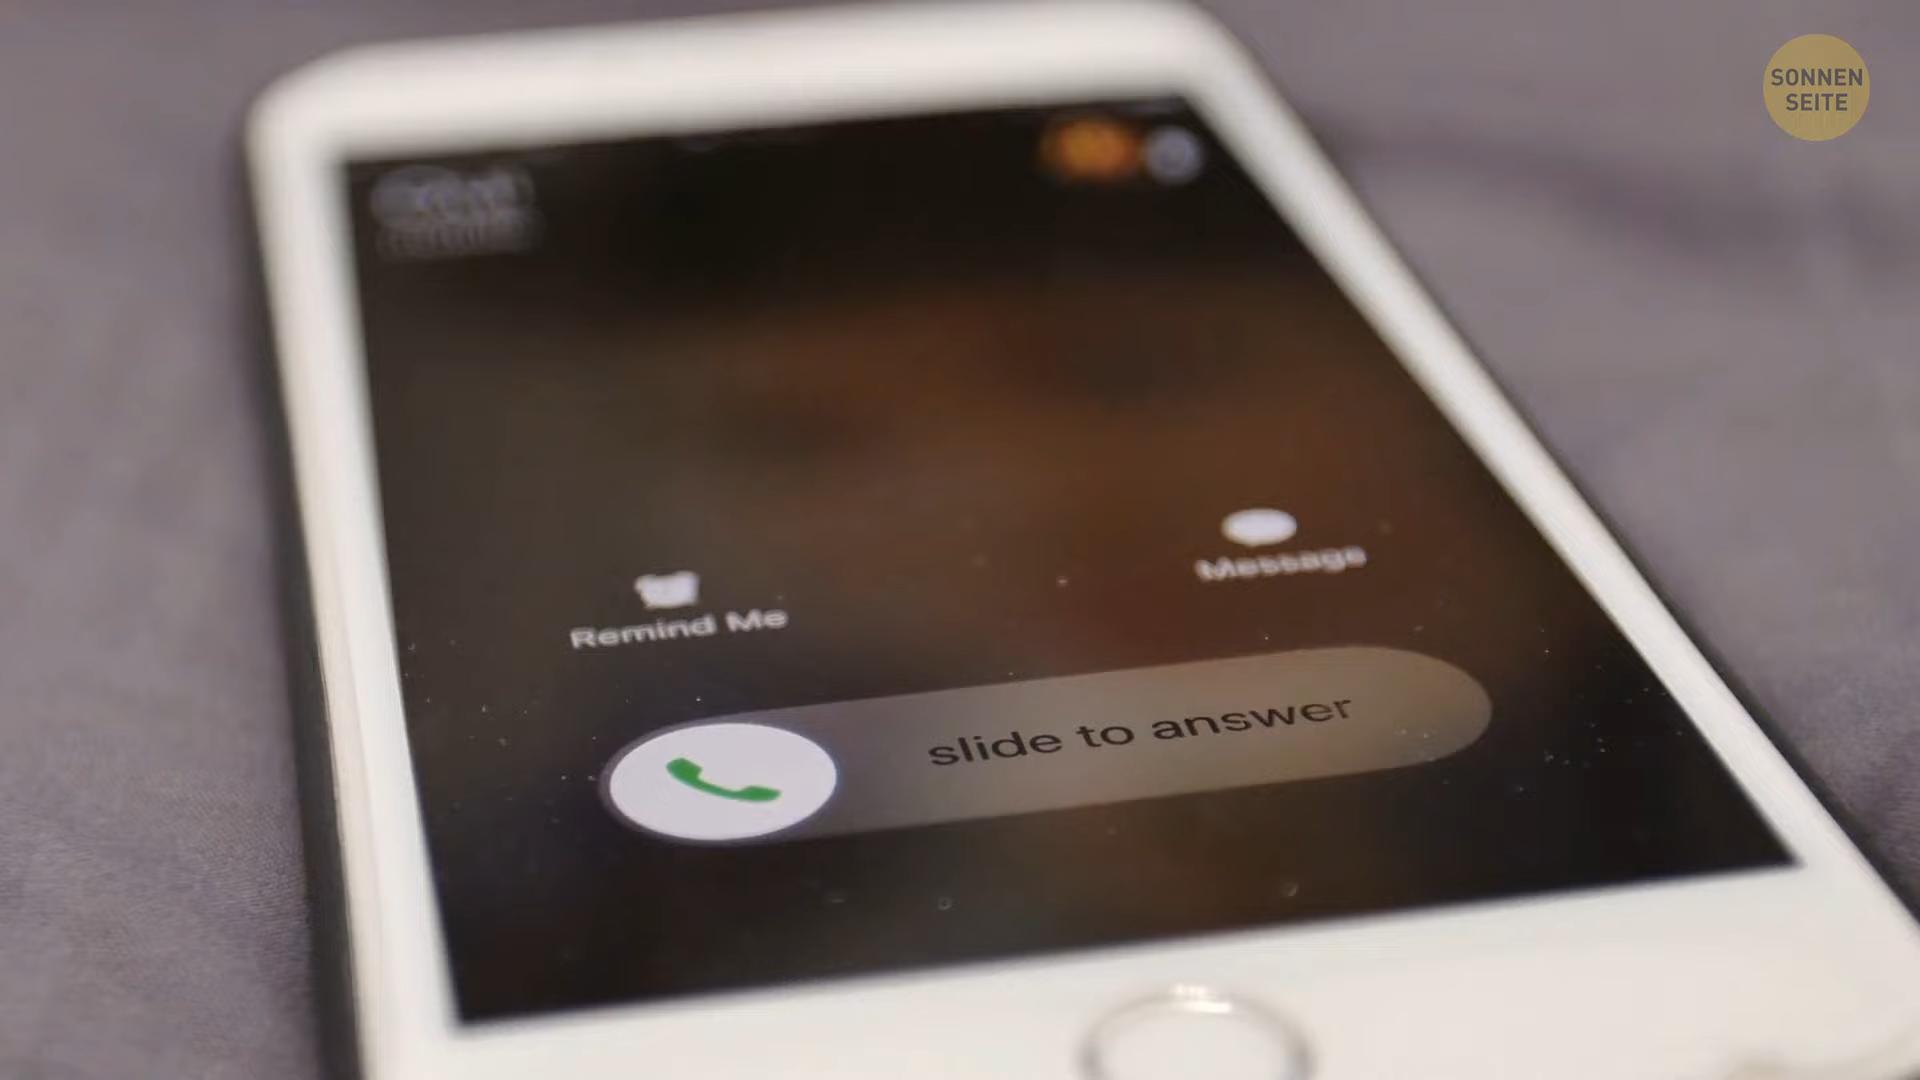 SONNEN
SEITE
Remind Me
Message
slide to answer